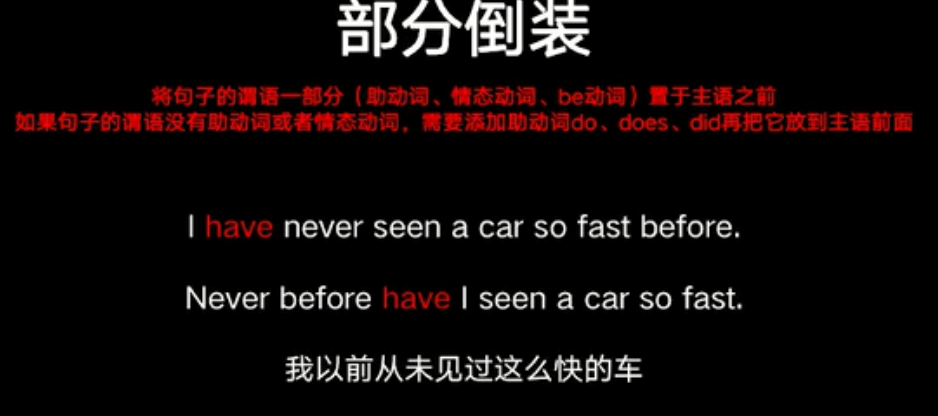 部分倒装
将句子的谓语一部分（助动词、情态动词、be动词）置于主语之前
如果句子的谓语没有助动词或者情态动词，需要添加助动词do、does、did再把它放到主语前面
I have never seen a car so fast before.
Never before have I seen a car so fast.
我以前从未见过这么快的车